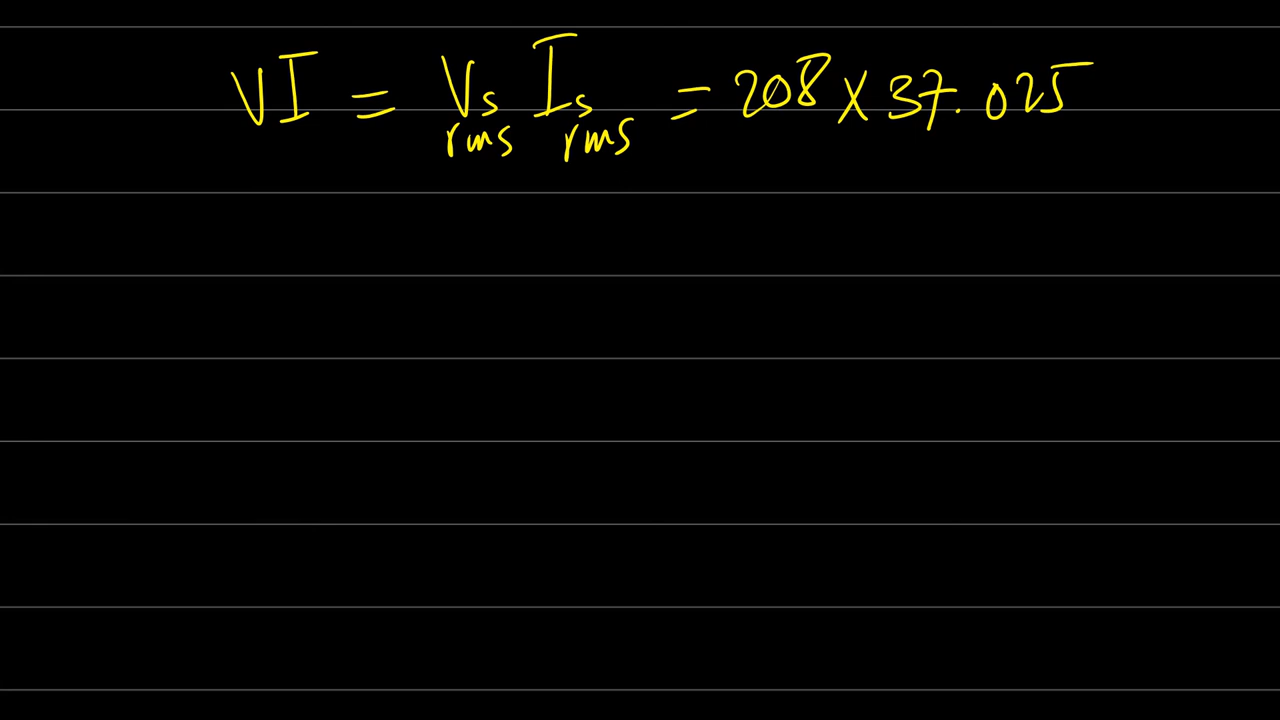 VI = Vs rms Is rms = 208 × 37.025